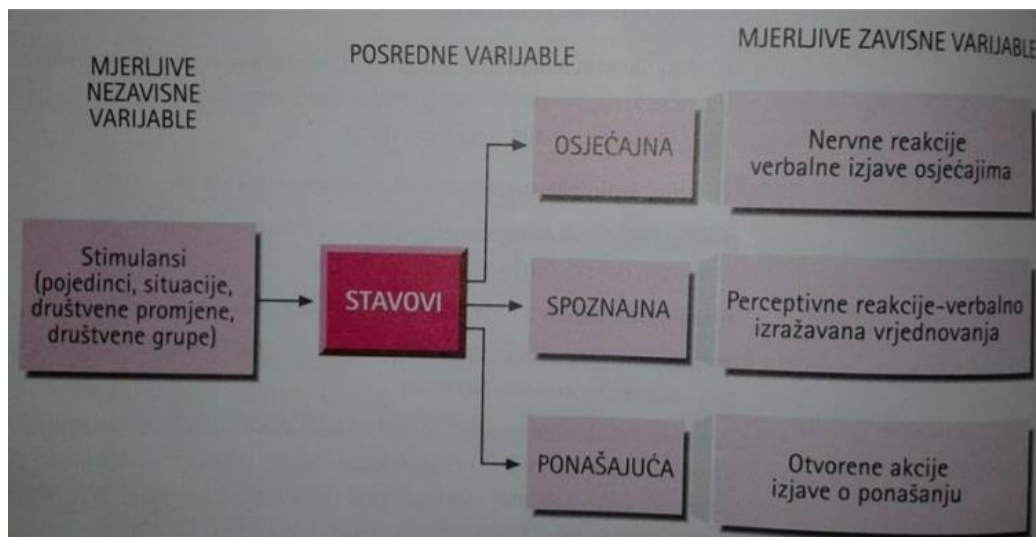 MJERLJIVE
NEZAVISNE
VARIJABLE
POSREDNE VARIJABLE
MJERLJIVE ZAVISNE VARIJABLE
Stimulansi
(pojedinci, situacije,
društvene promjene,
društvene grupe)
STAVOVI
OSJEĆAJNA
Nervne reakcije
verbalne izjave osjećajima
SPOZNAJNA
Perceptivne reakcije-verbalno
izražavana vrjednovanja
PONAŠAJUĆA
Otvorene akcije
izjave o ponašanju